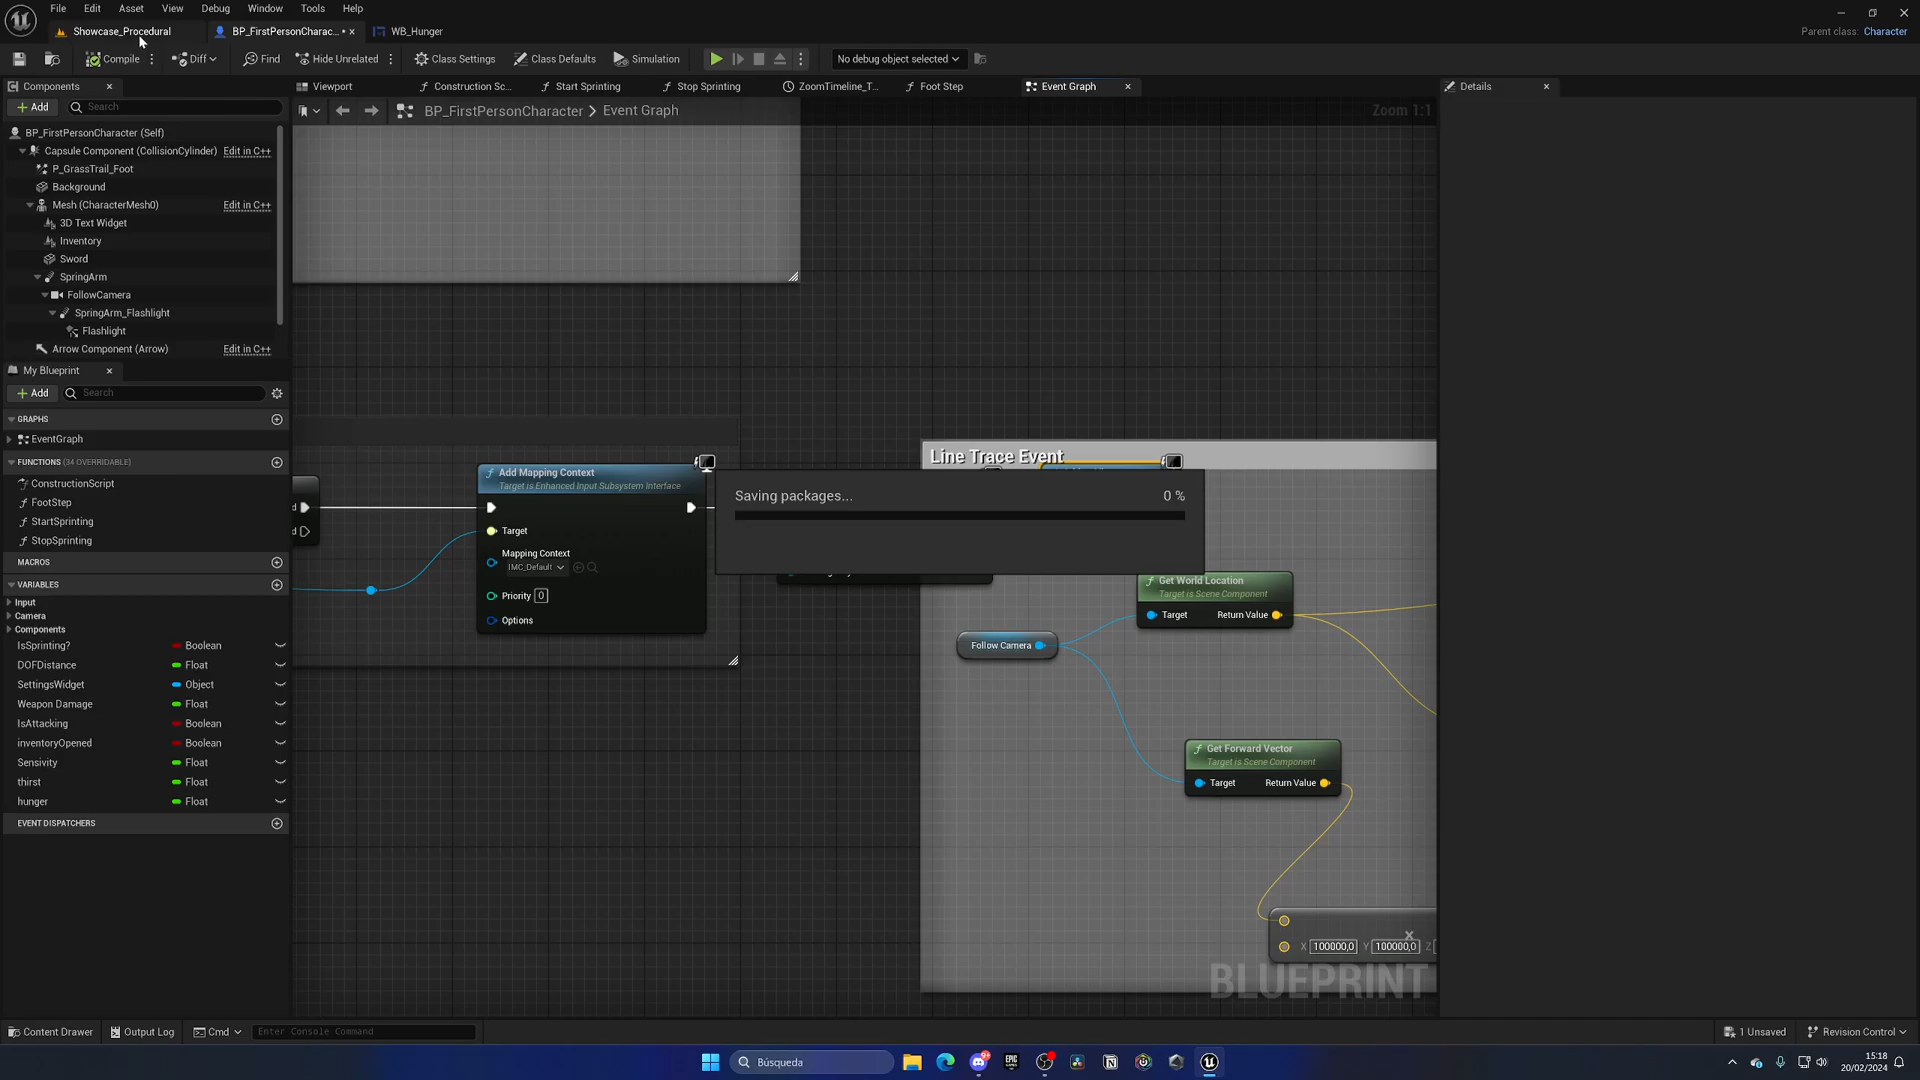 File Edit Asset View Debug Window Tools Help
Showcase_Procedural BP_FirstPersonCharac... WB_Hunger
Parent class: Character
Compile Diff Find Hide Unrelated Class Settings Class Defaults Simulation No debug object selected
Components
Viewport Construction Sc... Start Sprinting Stop Sprinting ZoomTimeline_T... Foot Step Event Graph Details
Add Search
BP_FirstPersonCharacter > Event Graph Zoom 1:1
BP_FirstPersonCharacter (Self)
Capsule Component (CollisionCylinder) Edit in C++
P_GrassTrail_Foot
Background
Mesh (CharacterMesh0) Edit in C++
3D Text Widget
Inventory
Sword
SpringArm
FollowCamera
SpringArm_Flashlight
Flashlight
Arrow Component (Arrow) Edit in C++
My Blueprint
Add Search
GRAPHS
EventGraph
FUNCTIONS (34 OVERRIDABLE)
ConstructionScript
FootStep
StartSprinting
StopSprinting
MACROS
VARIABLES
Input
Camera
Components
IsSprinting? Boolean
DOFDistance Float
SettingsWidget Object
Weapon Damage Float
IsAttacking Boolean
inventoryOpened Boolean
Sensivity Float
thirst Float
hunger Float
EVENT DISPATCHERS
Add Mapping Context
Target is Enhanced Input Subsystem Interface
Target
Mapping Context
IMC_Default
Priority 0
Options
Line Trace Event
Saving packages... 0 %
Get World Location
Target is Scene Component
Target Return Value
Follow Camera
Get Forward Vector
Target is Scene Component
Target Return Value
X 100000,0 Y 100000,0 Z
BLUEPRINT
Content Drawer Output Log Cmd Enter Console Command 1 Unsaved Revision Control
Búsqueda
EPIC
15:18
20/02/2024